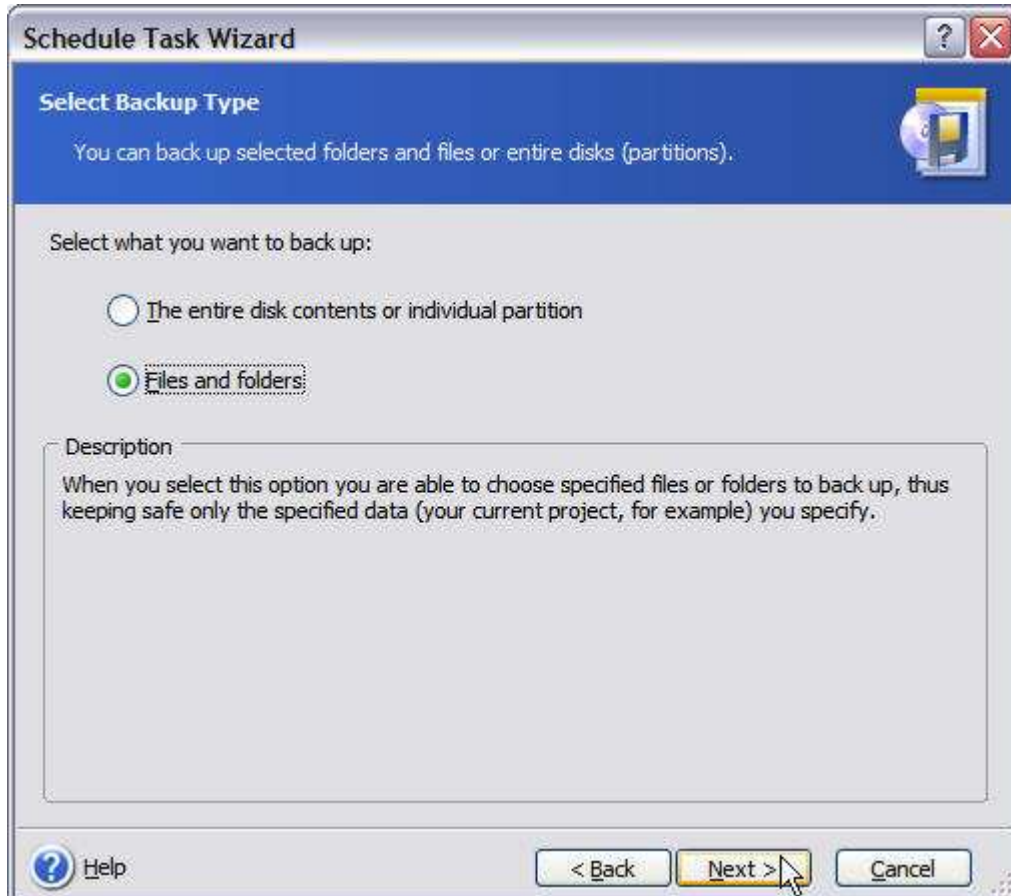 Schedule Task Wizard
?
Select Backup Type
You can back up selected folders and files or entire disks (partitions).
Select what you want to back up:
The entire disk contents or individual partition
Files and folders
Description
When you select this option you are able to choose specified files or folders to back up, thus
keeping safe only the specified data (your current project, for example) you specify.
? Help
< Back
Next >
Cancel